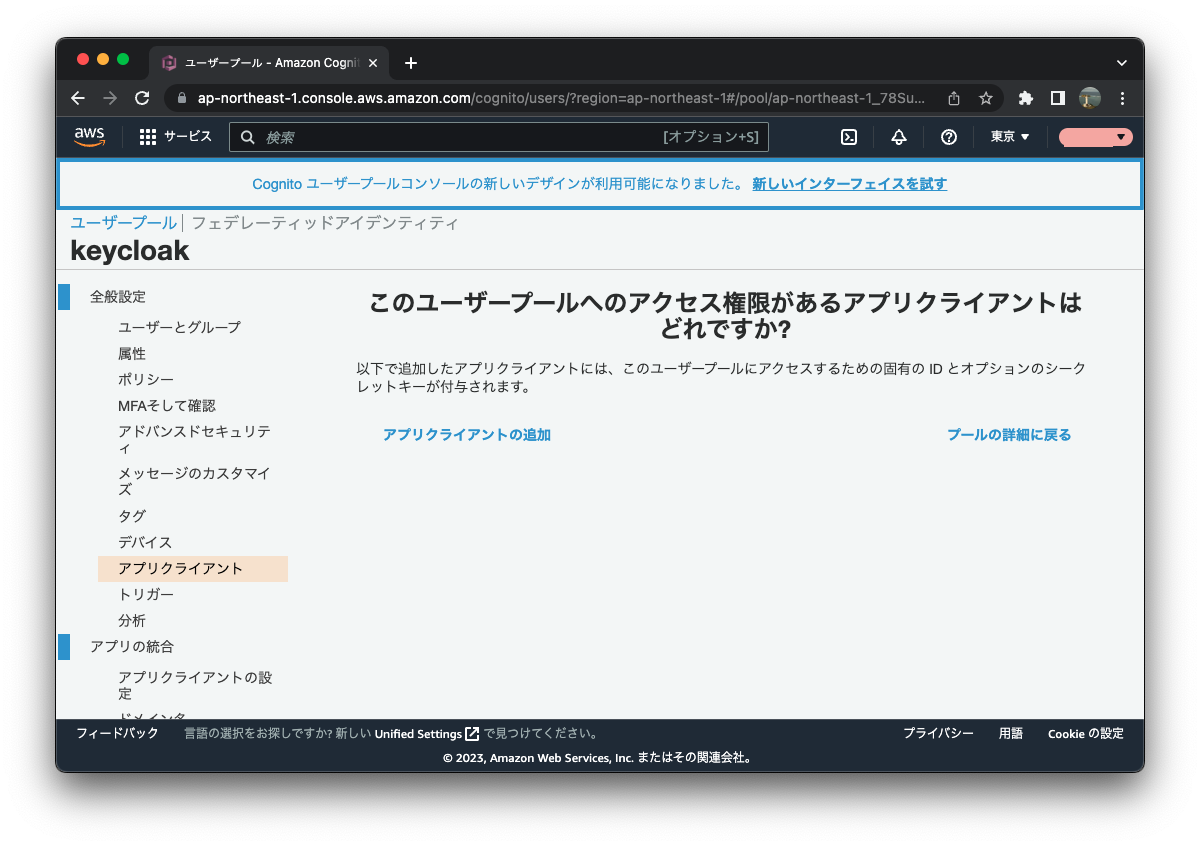 ユーザープール - Amazon Cogni
ap-northeast-1.console.aws.amazon.com/cognito/users/?region=ap-northeast-1#/pool/ap-northeast-1_78Su...
aws サービス 検索 [オプション+S] 東京
Cognito ユーザープールコンソールの新しいデザインが利用可能になりました。 新しいインターフェイスを試す
ユーザープール | フェデレーティッドアイデンティティ
keycloak
全般設定
ユーザーとグループ
属性
ポリシー
MFAそして確認
アドバンスドセキュリテ
ィ
メッセージのカスタマイ
ズ
タグ
デバイス
アプリクライアント
トリガー
分析
アプリの統合
アプリクライアントの設
定
ドメイン名
このユーザープールへのアクセス権限があるアプリクライアントは
どれですか?
以下で追加したアプリクライアントには、このユーザープールにアクセスするための固有の ID とオプションのシーク
レットキーが付与されます。
アプリクライアントの追加 プールの詳細に戻る
フィードバック 言語の選択をお探しですか? 新しい Unified Settings で見つけてください。 プライバシー 用語 Cookie の設定
© 2023, Amazon Web Services, Inc. またはその関連会社。